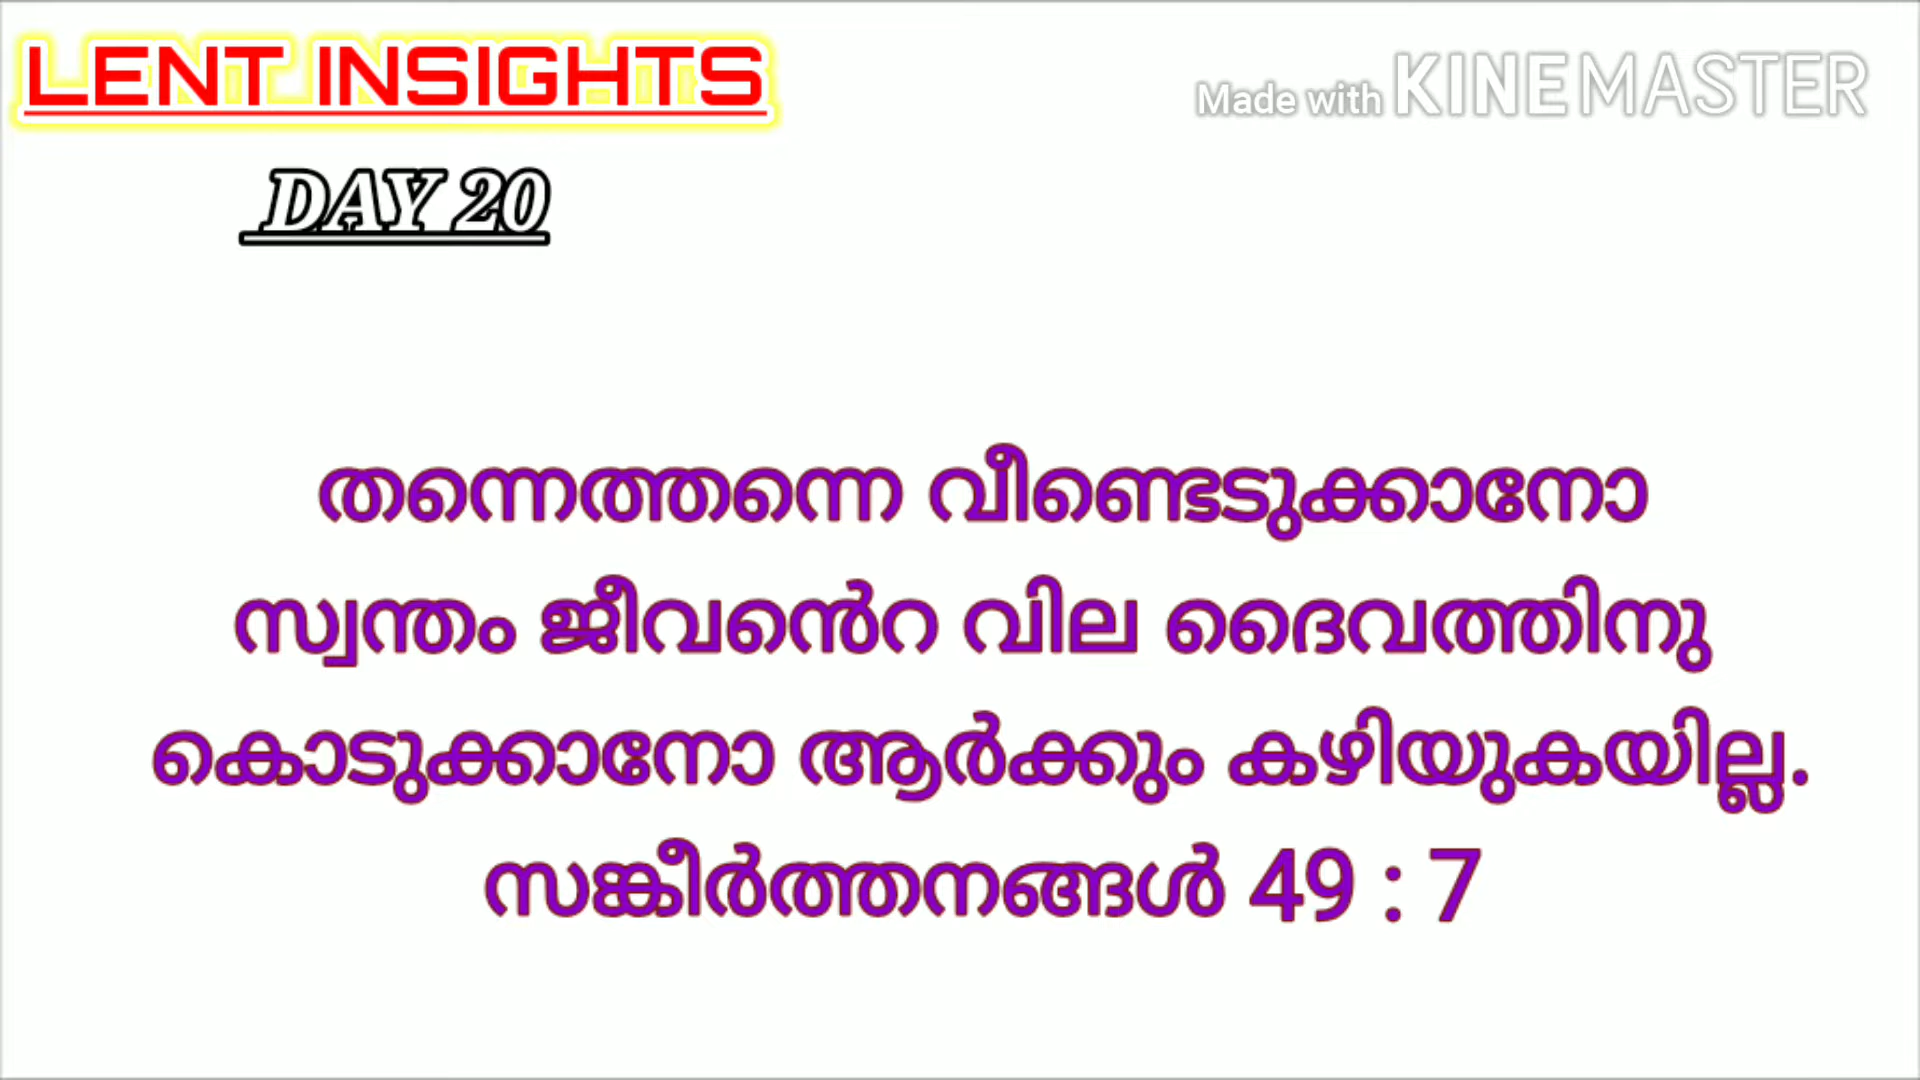 LENT INSIGHTS
Made with KINEMASTER
DAY 20
തന്നെത്തന്നെ വീണ്ടെടുക്കാനോ
സ്വന്തം ജീവൻെറ വില ദൈവത്തിനു
കൊടുക്കാനോ ആർക്കും കഴിയുകയില്ല.
സങ്കീർത്തനങ്ങൾ 49 : 7